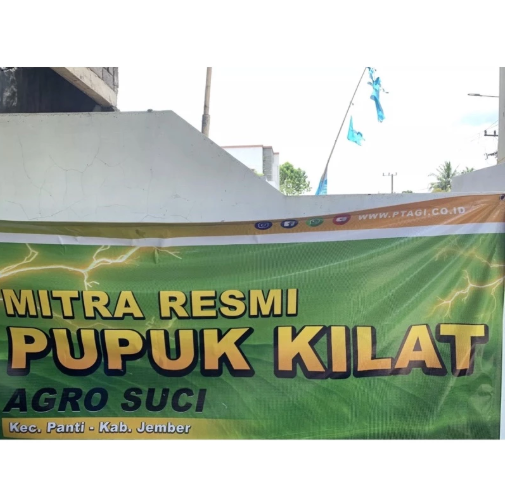 WWW.PTAGI.CO.ID
MITRA RESMI
PUPUK KILAT
AGRO SUCI
Kec. Panti - Kab. Jember